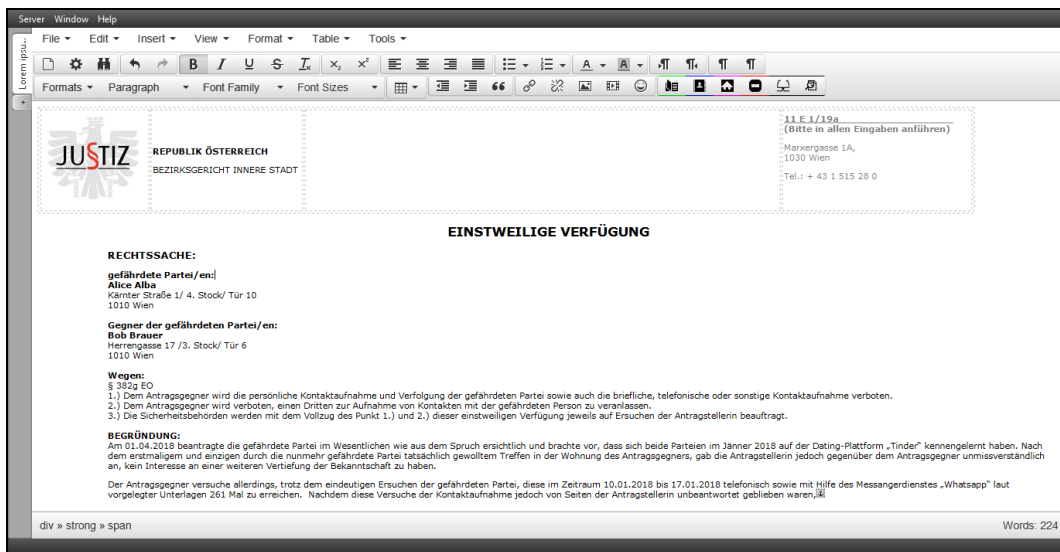 Server Window Help
Lorem ipsu...
File Edit Insert View Format Table Tools
Formats Paragraph Font Family Font Sizes
JUSTIZ
REPUBLIK ÖSTERREICH
BEZIRKSGERICHT INNERE STADT
11 E 1/19a
(Bitte in allen Eingaben anführen)
Marxergasse 1A,
1030 Wien
Tel.: + 43 1 515 28 0
EINSTWEILIGE VERFÜGUNG
RECHTSSACHE:
gefährdete Partei/en:
Alice Alba
Kärnter Straße 1/ 4. Stock/ Tür 10
1010 Wien
Gegner der gefährdeten Partei/en:
Bob Brauer
Herrengasse 17 /3. Stock/ Tür 6
1010 Wien
Wegen:
§ 382g EO
1.) Dem Antragsgegner wird die persönliche Kontaktaufnahme und Verfolgung der gefährdeten Partei sowie auch die briefliche, telefonische oder sonstige Kontaktaufnahme verboten.
2.) Dem Antragsgegner wird verboten, einen Dritten zur Aufnahme von Kontakten mit der gefährdeten Person zu veranlassen.
3.) Die Sicherheitsbehörden werden mit dem Vollzug des Punkt 1.) und 2.) dieser einstweiligen Verfügung jeweils auf Ersuchen der Antragstellerin beauftragt.
BEGRÜNDUNG:
Am 01.04.2018 beantragte die gefährdete Partei im Wesentlichen wie aus dem Spruch ersichtlich und brachte vor, dass sich beide Parteien im Jänner 2018 auf der Dating-Plattform „Tinder" kennengelernt haben. Nach
dem erstmaligem und einzigen durch die nunmehr gefährdete Partei tatsächlich gewolltem Treffen in der Wohnung des Antragsgegners, gab die Antragstellerin jedoch gegenüber dem Antragsgegner unmissverständlich
an, kein Interesse an einer weiteren Vertiefung der Bekanntschaft zu haben.
Der Antragsgegner versuche allerdings, trotz dem eindeutigen Ersuchen der gefährdeten Partei, diese im Zeitraum 10.01.2018 bis 17.01.2018 telefonisch sowie mit Hilfe des Messangerdienstes „Whatsapp" laut
vorgelegter Unterlagen 261 Mal zu erreichen. Nachdem diese Versuche der Kontaktaufnahme jedoch von Seiten der Antragstellerin unbeantwortet geblieben waren,
div » strong » span
Words: 224